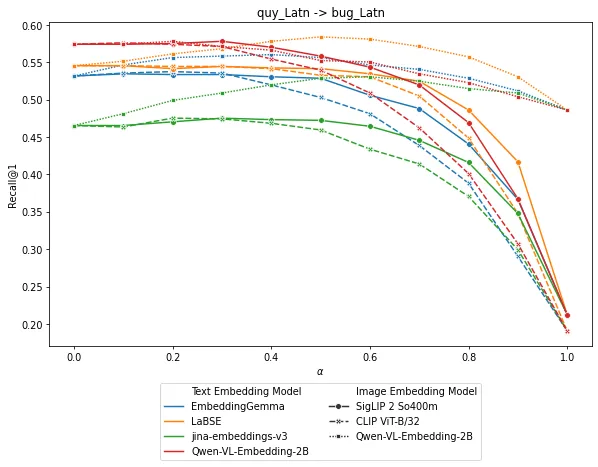 quy_Latn -> bug_Latn
Recall@1
0.60
0.55
0.50
0.45
0.40
0.35
0.30
0.25
0.20
0.0 0.2 0.4 0.6 0.8 1.0
α
Text Embedding Model Image Embedding Model
EmbeddingGemma SigLIP 2 So400m
LaBSE CLIP ViT-B/32
jina-embeddings-v3 Qwen-VL-Embedding-2B
Qwen-VL-Embedding-2B